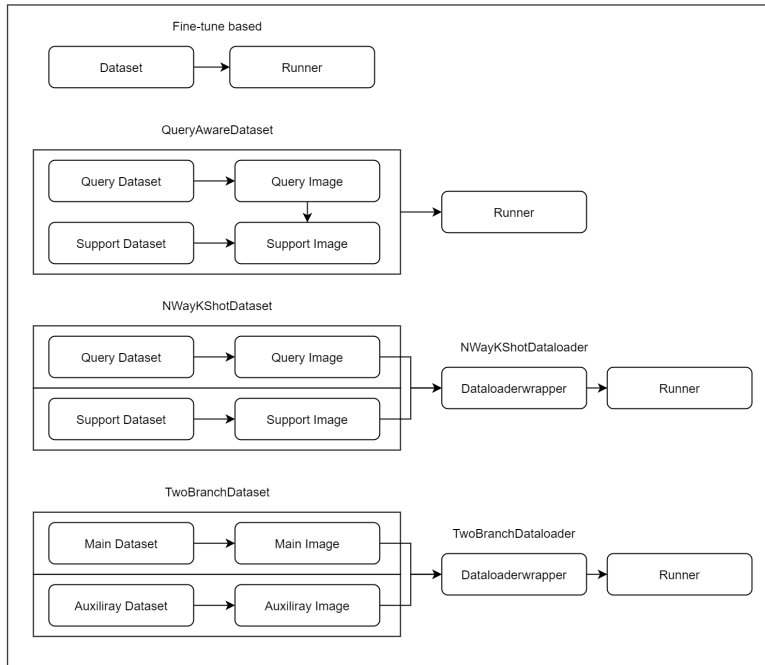 Fine-tune based
Dataset
Runner
QueryAwareDataset
Query Dataset
Query Image
Support Dataset
Support Image
Runner
NWayKShotDataset
Query Dataset
Query Image
Support Dataset
Support Image
NWayKShotDataloader
Dataloaderwrapper
Runner
TwoBranchDataset
Main Dataset
Main Image
Auxiliray Dataset
Auxiliray Image
TwoBranchDataloader
Dataloaderwrapper
Runner